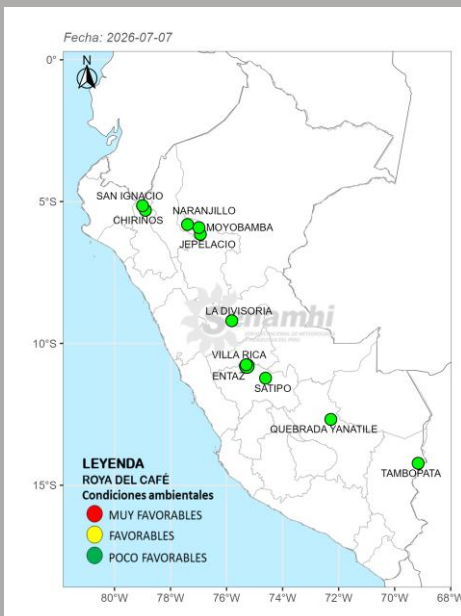 Fecha: 2026-07-07
N
0°
5°S
10°S
15°S
SAN IGNACIO
CHIRINOS
NARANJILLO
MOYOBAMBA
JEPELACIO
LA DIVISORIA
Senamhi
VILLA RICA
ENTAZ
SATIPO
QUEBRADA YANATILE
TAMBOPATA
LEYENDA
ROYA DEL CAFÉ
Condiciones ambientales
MUY FAVORABLES
FAVORABLES
POCO FAVORABLES
80°W 78°W 76°W 74°W 72°W 70°W 68°W